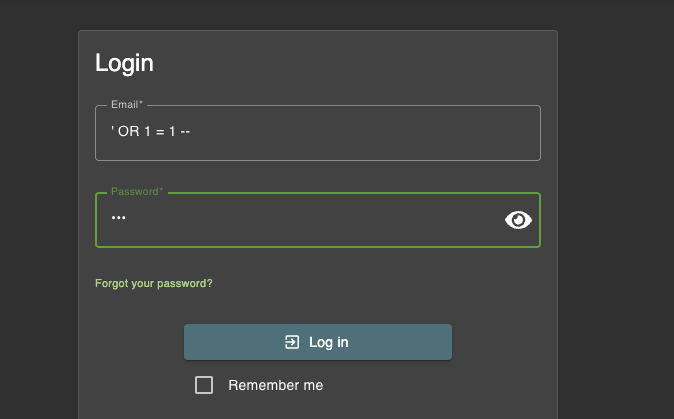 Login
Email*
' OR 1 = 1 --
Password*
•••
Forgot your password?
Log in
Remember me